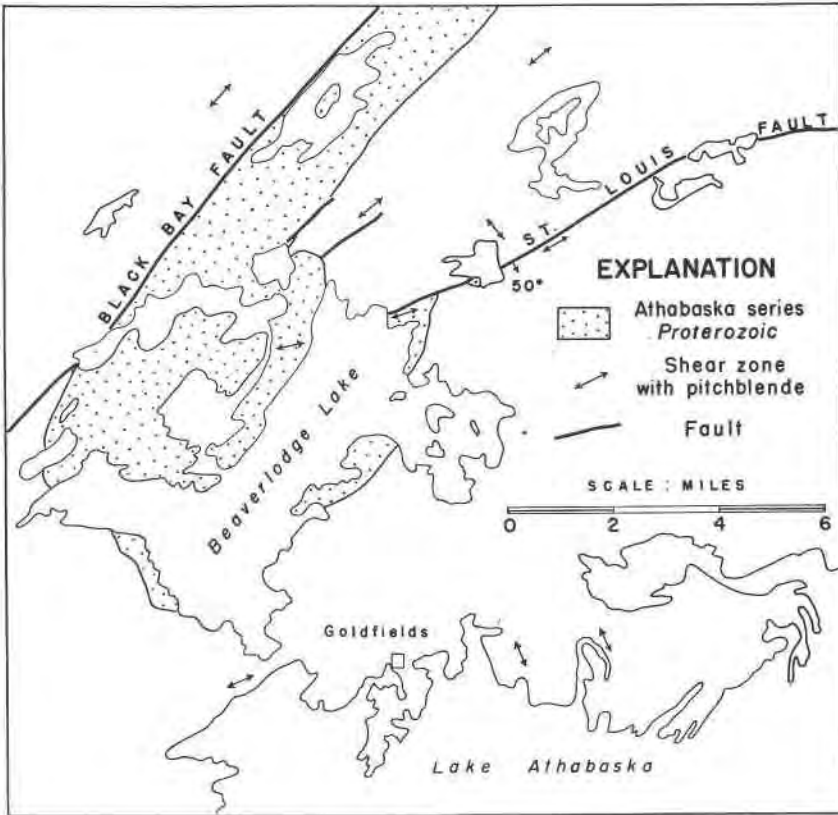 BLACK BAY FAULT
ST. LOUIS FAULT
50°
EXPLANATION
Athabaska series
Proterozoic
Shear zone
with pitchblende
Fault
SCALE : MILES
0 2 4 6
Beaverlodge Lake
Goldfields
Lake Athabaska